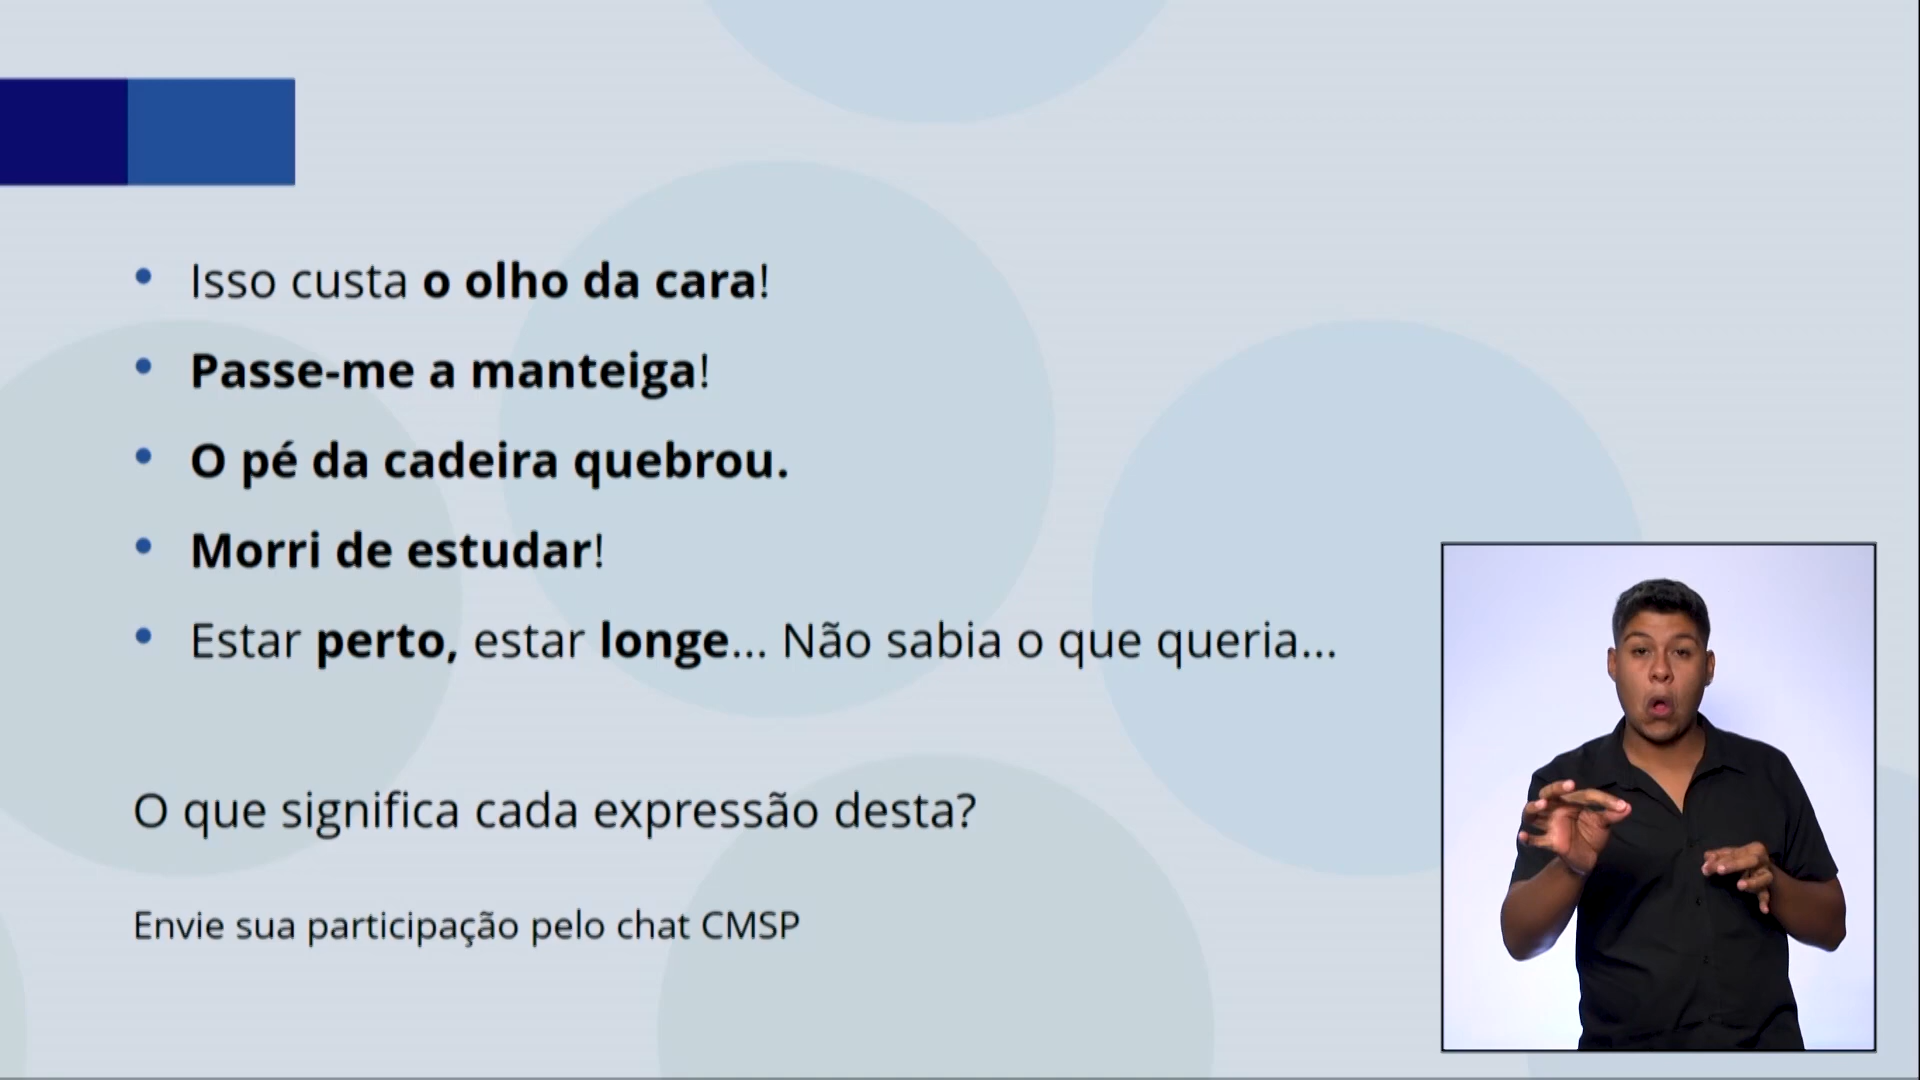 Isso custa o olho da cara!
Passe-me a manteiga!
O pé da cadeira quebrou.
Morri de estudar!
Estar perto, estar longe... Não sabia o que queria...
O que significa cada expressão desta?
Envie sua participação pelo chat CMSP